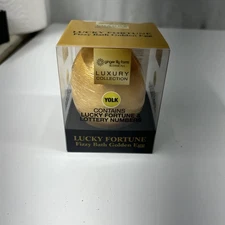 LUXURY
COLLECTION
YOLK
CONTAINS
LUCKY FORTUNE &
LOTTERY NUMBERS
LUCKY FORTUNE
Fizzy Bath Golden Egg